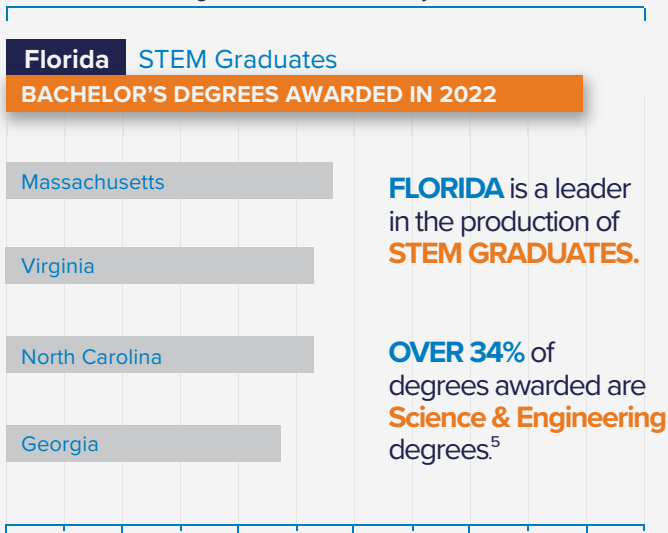 Florida STEM Graduates
BACHELOR'S DEGREES AWARDED IN 2022
Massachusetts
Virginia
North Carolina
Georgia
FLORIDA is a leader
in the production of
STEM GRADUATES.
OVER 34% of
degrees awarded are
Science & Engineering
degrees.⁵